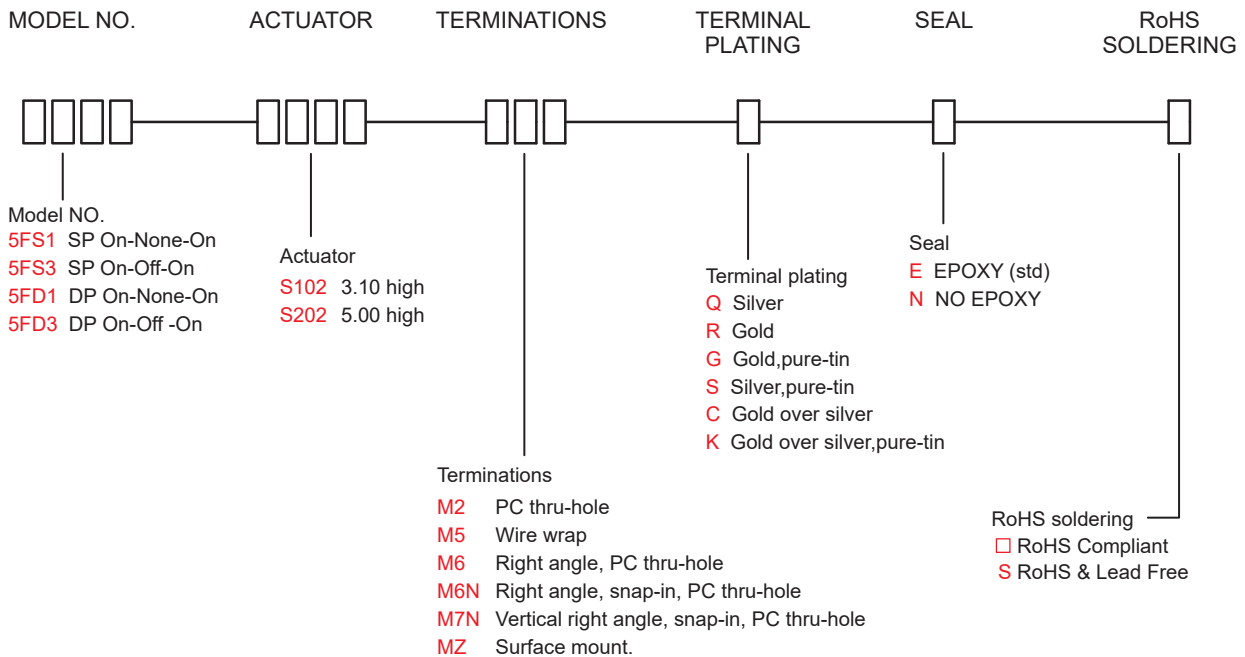 MODEL NO.
ACTUATOR
TERMINATIONS
TERMINAL
PLATING
SEAL
RoHS
SOLDERING
Model NO.
5FS1 SP On-None-On
5FS3 SP On-Off-On
5FD1 DP On-None-On
5FD3 DP On-Off -On
Actuator
S102 3.10 high
S202 5.00 high
Terminations
M2 PC thru-hole
M5 Wire wrap
M6 Right angle, PC thru-hole
M6N Right angle, snap-in, PC thru-hole
M7N Vertical right angle, snap-in, PC thru-hole
MZ Surface mount.
Terminal plating
Q Silver
R Gold
G Gold,pure-tin
S Silver,pure-tin
C Gold over silver
K Gold over silver,pure-tin
Seal
E EPOXY (std)
N NO EPOXY
RoHS soldering
□ RoHS Compliant
S RoHS & Lead Free